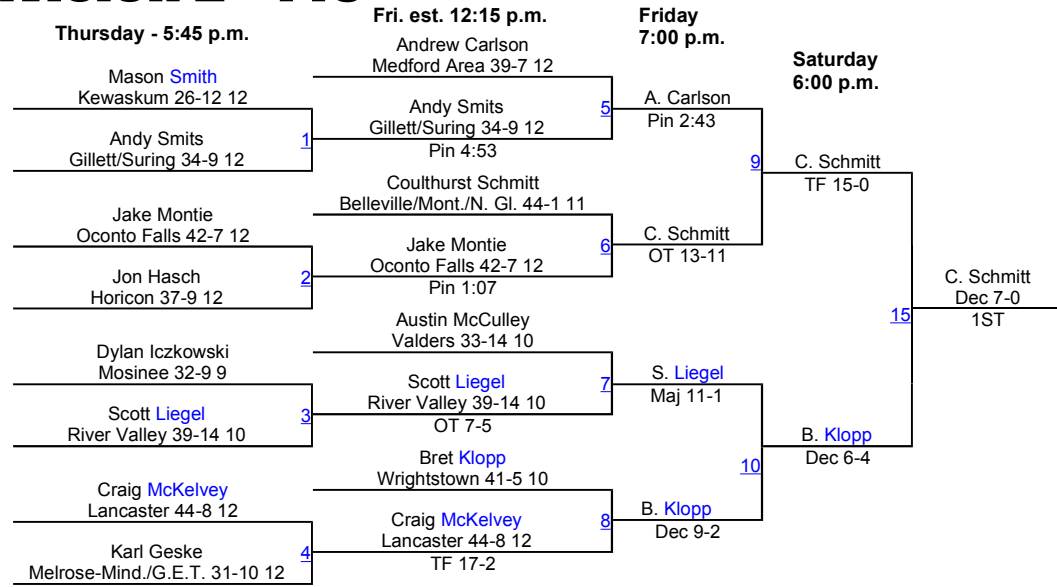 Thursday - 5:45 p.m.
Mason Smith
Kewaskum 26-12 12
1
Andy Smits
Gillett/Suring 34-9 12
Jake Montie
Oconto Falls 42-7 12
2
Jon Hasch
Horicon 37-9 12
Dylan Iczkowski
Mosinee 32-9 9
3
Scott Liegel
River Valley 39-14 10
Craig McKelvey
Lancaster 44-8 12
4
Karl Geske
Melrose-Mind./G.E.T. 31-10 12
Fri. est. 12:15 p.m.
Andrew Carlson
Medford Area 39-7 12
5
Andy Smits
Gillett/Suring 34-9 12
Pin 4:53
Coulthurst Schmitt
Belleville/Mont./N. Gl. 44-1 11
6
Jake Montie
Oconto Falls 42-7 12
Pin 1:07
Austin McCulley
Valders 33-14 10
7
Scott Liegel
River Valley 39-14 10
OT 7-5
Bret Klopp
Wrightstown 41-5 10
8
Craig McKelvey
Lancaster 44-8 12
TF 17-2
Friday
7:00 p.m.
A. Carlson
Pin 2:43
9
C. Schmitt
OT 13-11
S. Liegel
Maj 11-1
10
B. Klopp
Dec 9-2
Saturday
6:00 p.m.
C. Schmitt
TF 15-0
15
B. Klopp
Dec 6-4
C. Schmitt
Dec 7-0
1ST